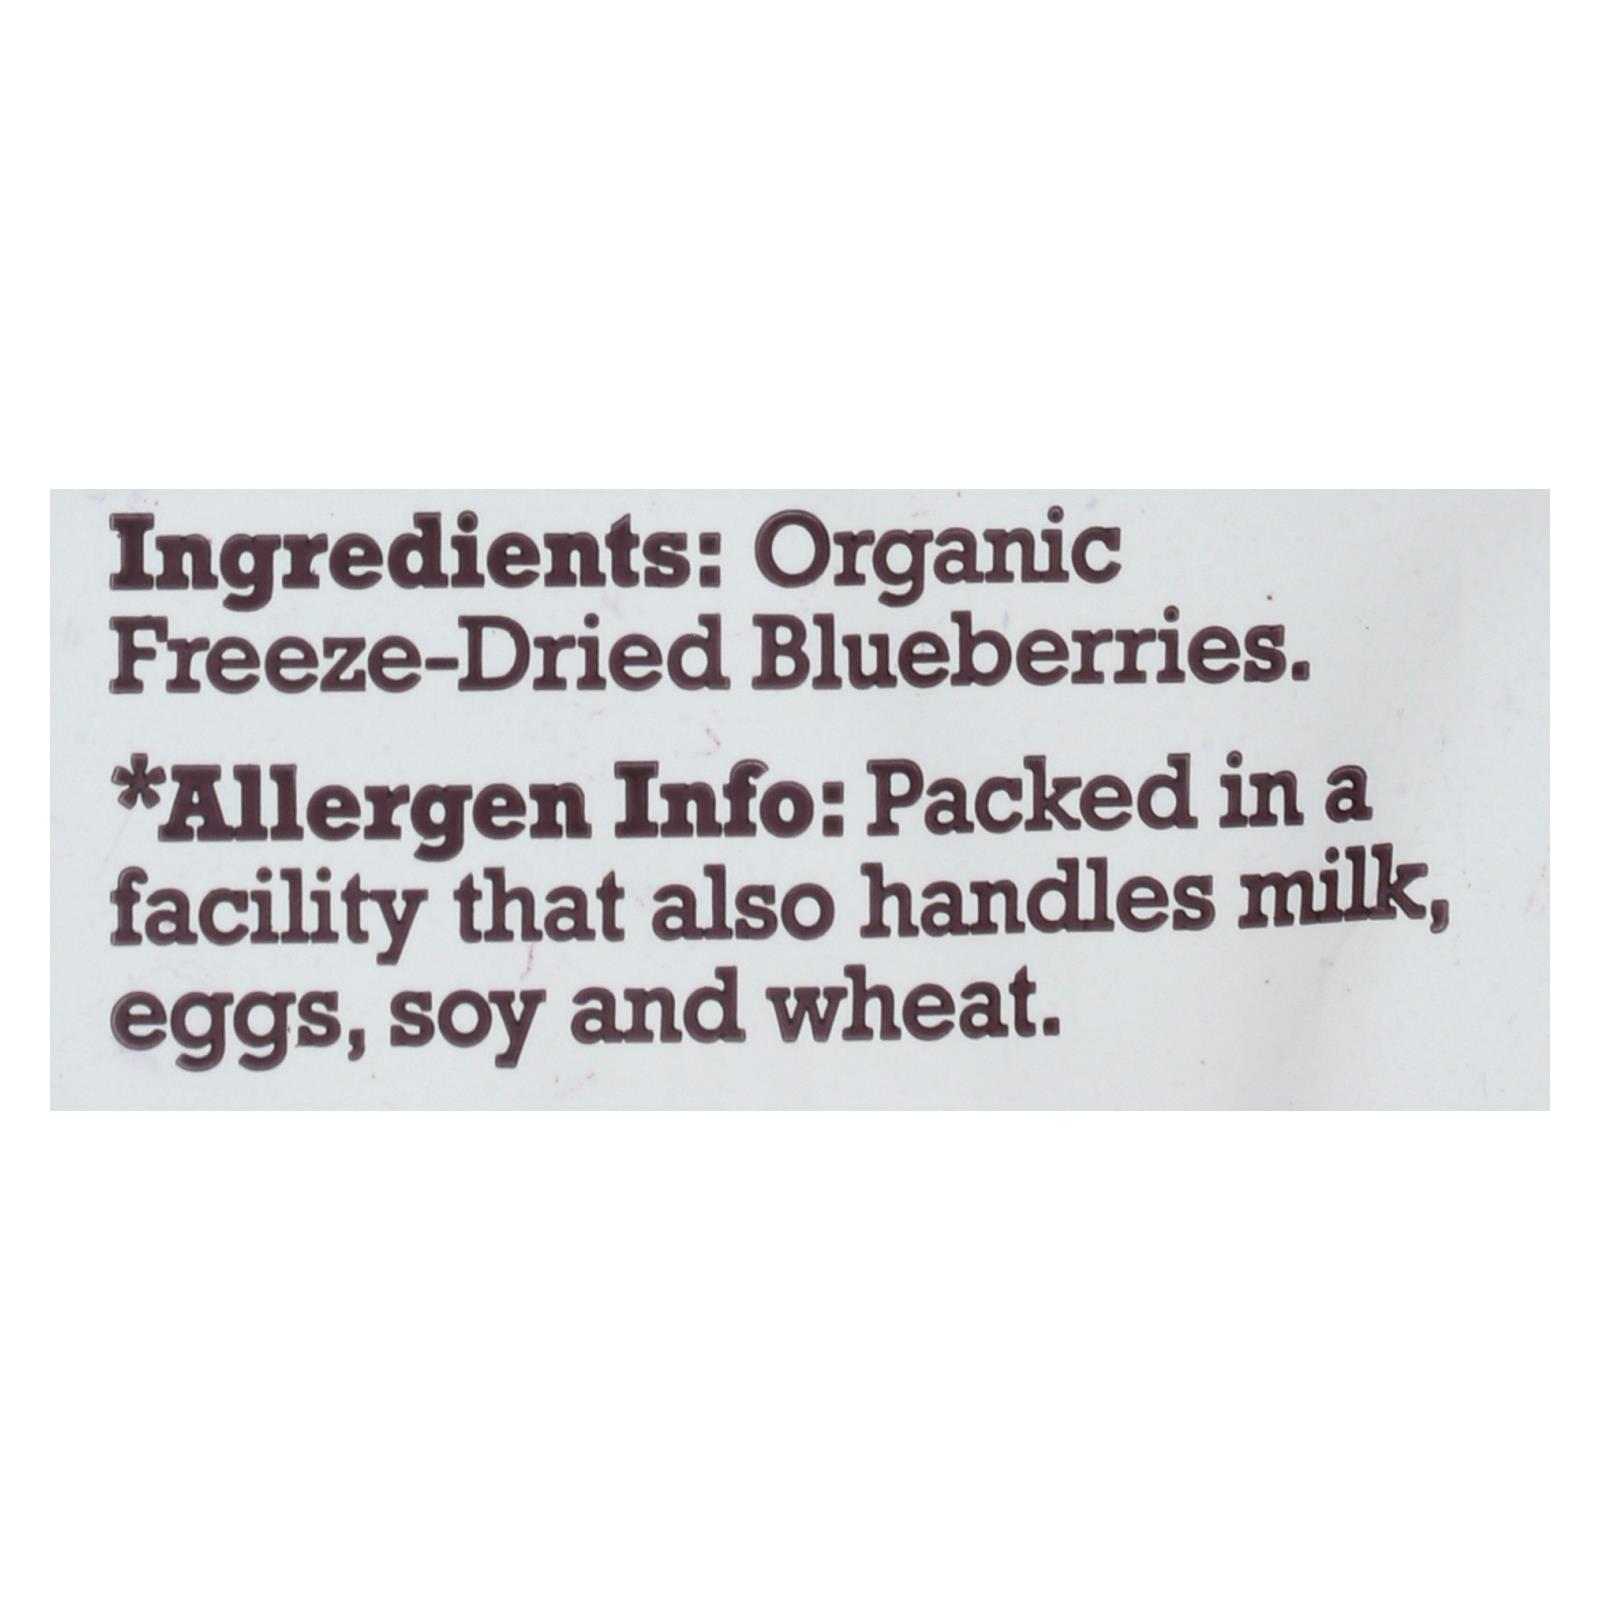 Ingredients: Organic
Freeze-Dried Blueberries.
*Allergen Info: Packed in a
facility that also handles milk,
eggs, soy and wheat.